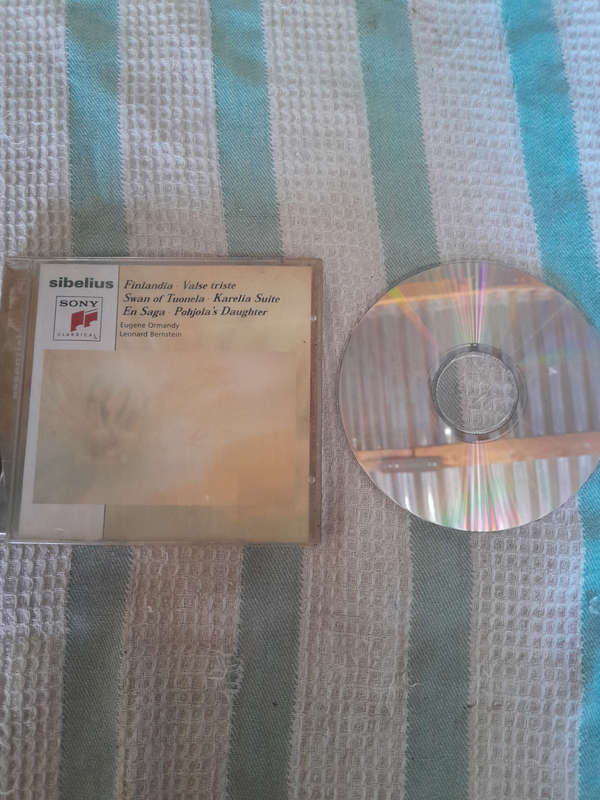 sibelius
Finlandia · Valse triste
Swan of Tuonela · Karelia Suite
En Saga · Pohjola's Daughter
SONY
CLASSICAL
Eugene Ormandy
Leonard Bernstein